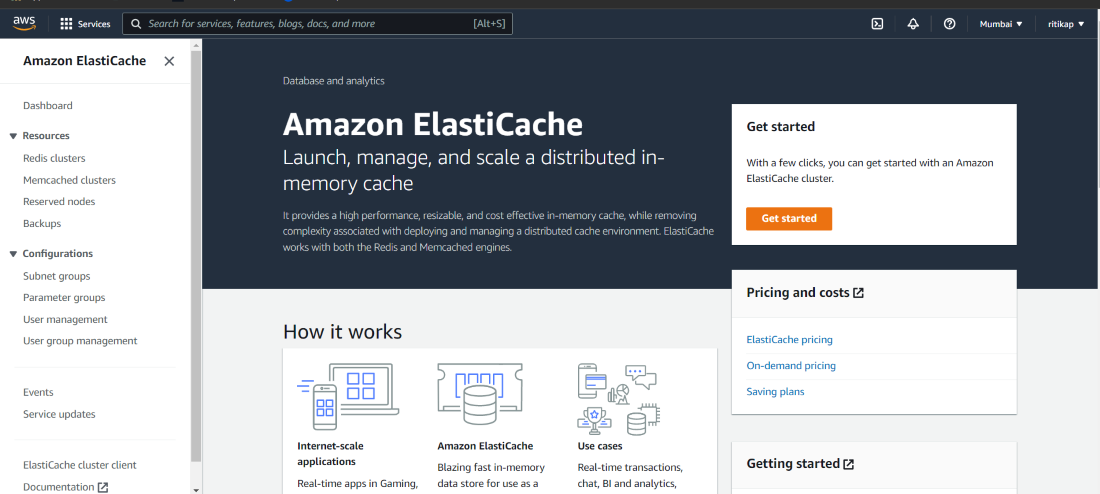 aws
Services
Search for services, features, blogs, docs, and more
[Alt+S]
Mumbai ▼
ritikap ▼
Amazon ElastiCache
Dashboard
Resources
Redis clusters
Memcached clusters
Reserved nodes
Backups
Configurations
Subnet groups
Parameter groups
User management
User group management
Events
Service updates
ElastiCache cluster client
Documentation
Database and analytics
Amazon ElastiCache
Launch, manage, and scale a distributed in-
memory cache
It provides a high performance, resizable, and cost effective in-memory cache, while removing
complexity associated with deploying and managing a distributed cache environment. ElastiCache
works with both the Redis and Memcached engines.
Get started
With a few clicks, you can get started with an Amazon
ElastiCache cluster.
Get started
Pricing and costs
ElastiCache pricing
On-demand pricing
Saving plans
Getting started
How it works
Internet-scale
applications
Real-time apps in Gaming,
Amazon ElastiCache
Blazing fast in-memory
data store for use as a
Use cases
Real-time transactions,
chat, BI and analytics,